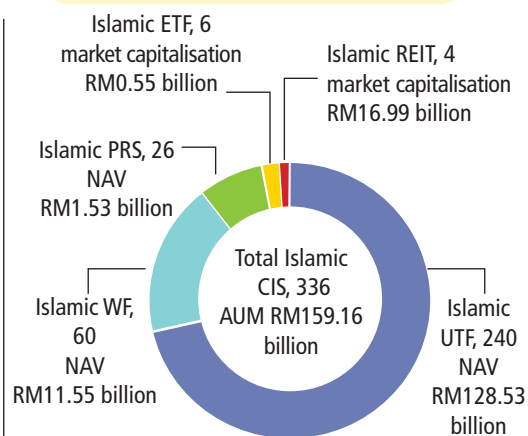 Islamic ETF, 6
market capitalisation
RM0.55 billion
Islamic REIT, 4
market capitalisation
RM16.99 billion
Islamic PRS, 26
NAV
RM1.53 billion
Total Islamic
CIS, 336
AUM RM159.16
billion
Islamic WF,
60
NAV
RM11.55 billion
Islamic
UTF, 240
NAV
RM128.53
billion